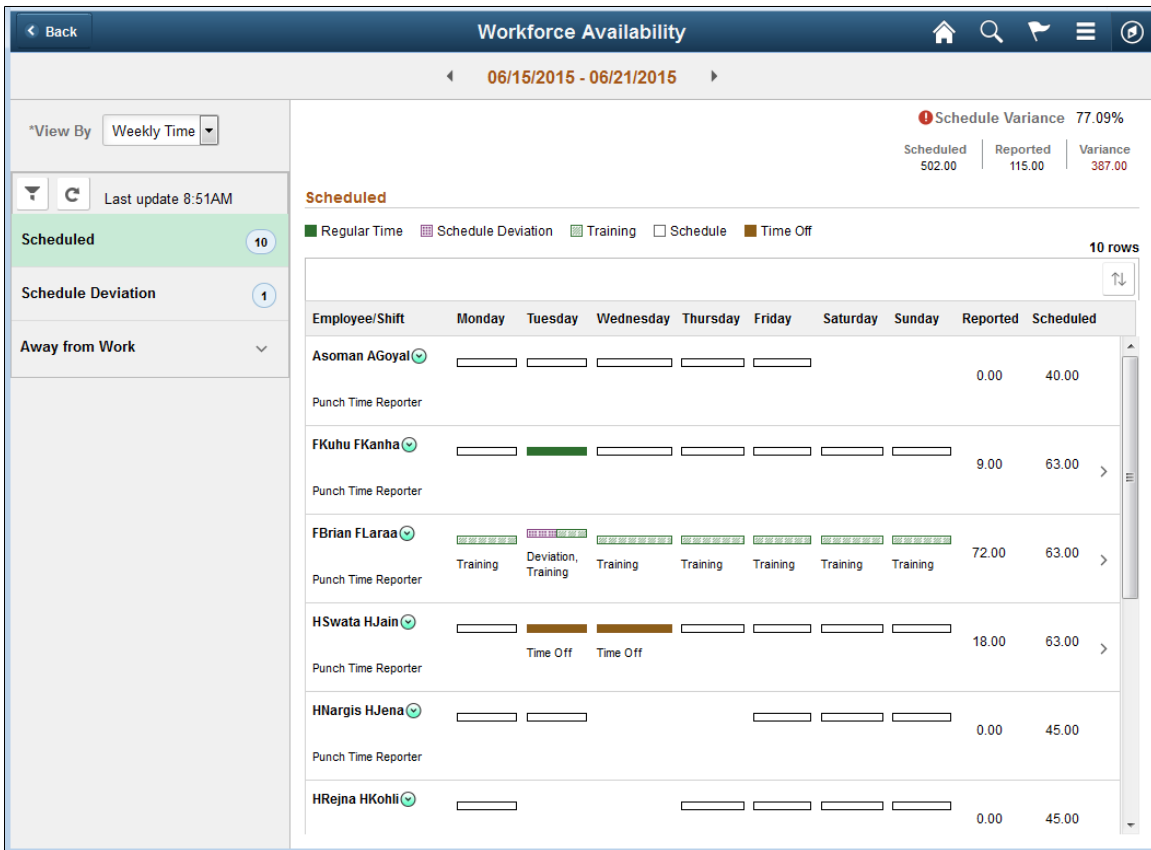 Back
Workforce Availability
06/15/2015 - 06/21/2015
*View By Weekly Time
Schedule Variance 77.09%
Scheduled Reported Variance
502.00 115.00 387.00
Last update 8:51AM
Scheduled 10
Schedule Deviation 1
Away from Work
Scheduled
Regular Time Schedule Deviation Training Schedule Time Off
10 rows
Employee/Shift Monday Tuesday Wednesday Thursday Friday Saturday Sunday Reported Scheduled
Asoman AGoyal
0.00 40.00
Punch Time Reporter
FKuhu FKanha
9.00 63.00
Punch Time Reporter
FBrian FLaraa
72.00 63.00
Training Deviation, Training Training Training Training Training
Training
Punch Time Reporter
HSwata HJain
18.00 63.00
Time Off Time Off
Punch Time Reporter
HNargis HJena
0.00 45.00
Punch Time Reporter
HRejna HKohli
0.00 45.00